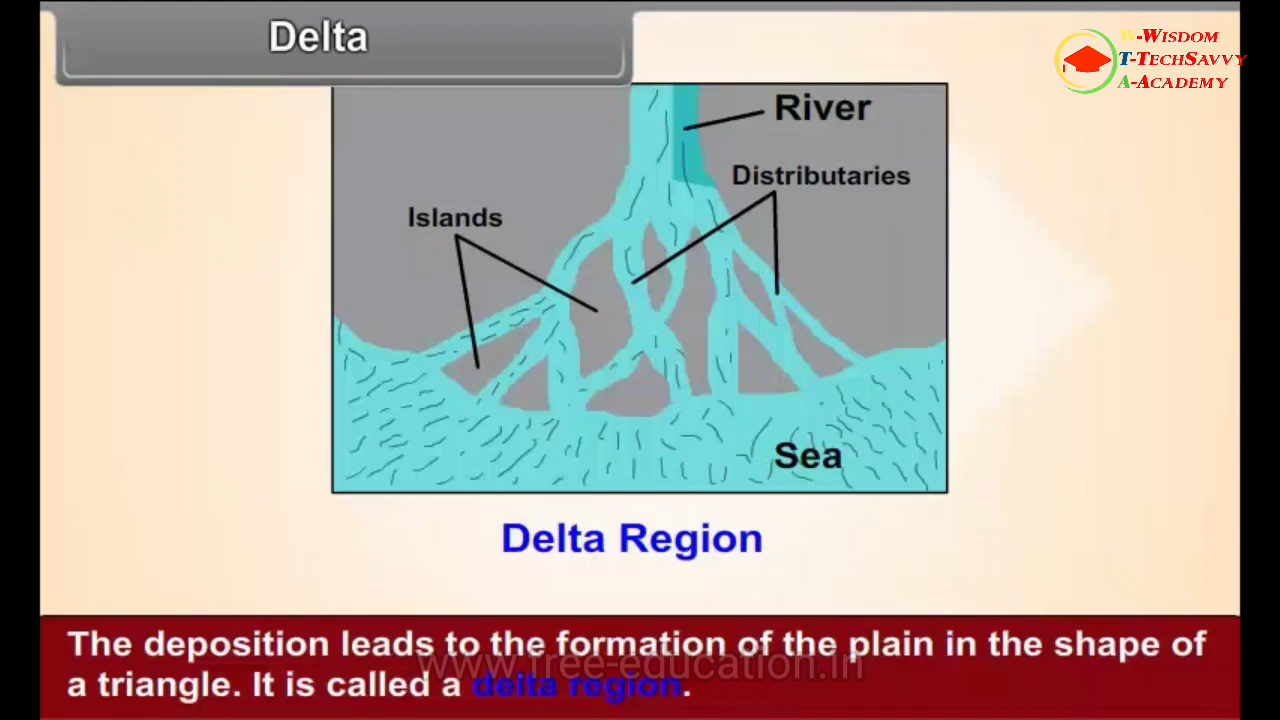 Delta
W-Wisdom
T-TechSavvy
A-Academy
River
Distributaries
Islands
Sea
Delta Region
The deposition leads to the formation of the plain in the shape of
a triangle. It is called a delta region.
www.free-education.in